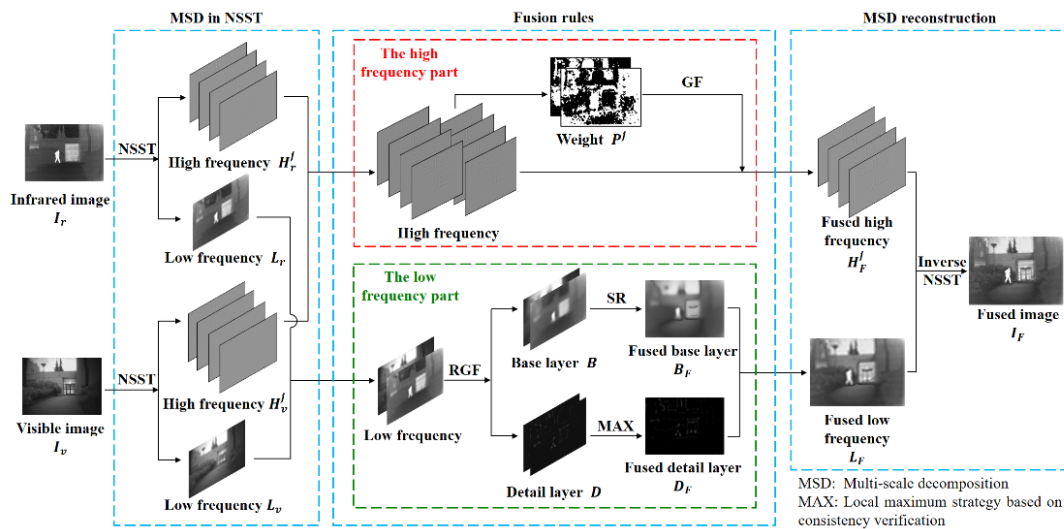 MSD in NSST
Fusion rules
MSD reconstruction
The high
frequency part
GF
Weight P^j
NSST
High frequency H_r^j
Infrared image
I_r
Low frequency L_r
High frequency
Fused high
frequency
H_F^j
Inverse
NSST
Fused image
I_F
The low
frequency part
SR
Base layer B
Fused base layer
B_F
RGF
Low frequency
NSST
High frequency H_v^j
Visible image
I_v
MAX
Detail layer D
Fused detail layer
D_F
Fused low
frequency
L_F
Low frequency L_v
MSD: Multi-scale decomposition
MAX: Local maximum strategy based on
consistency verification